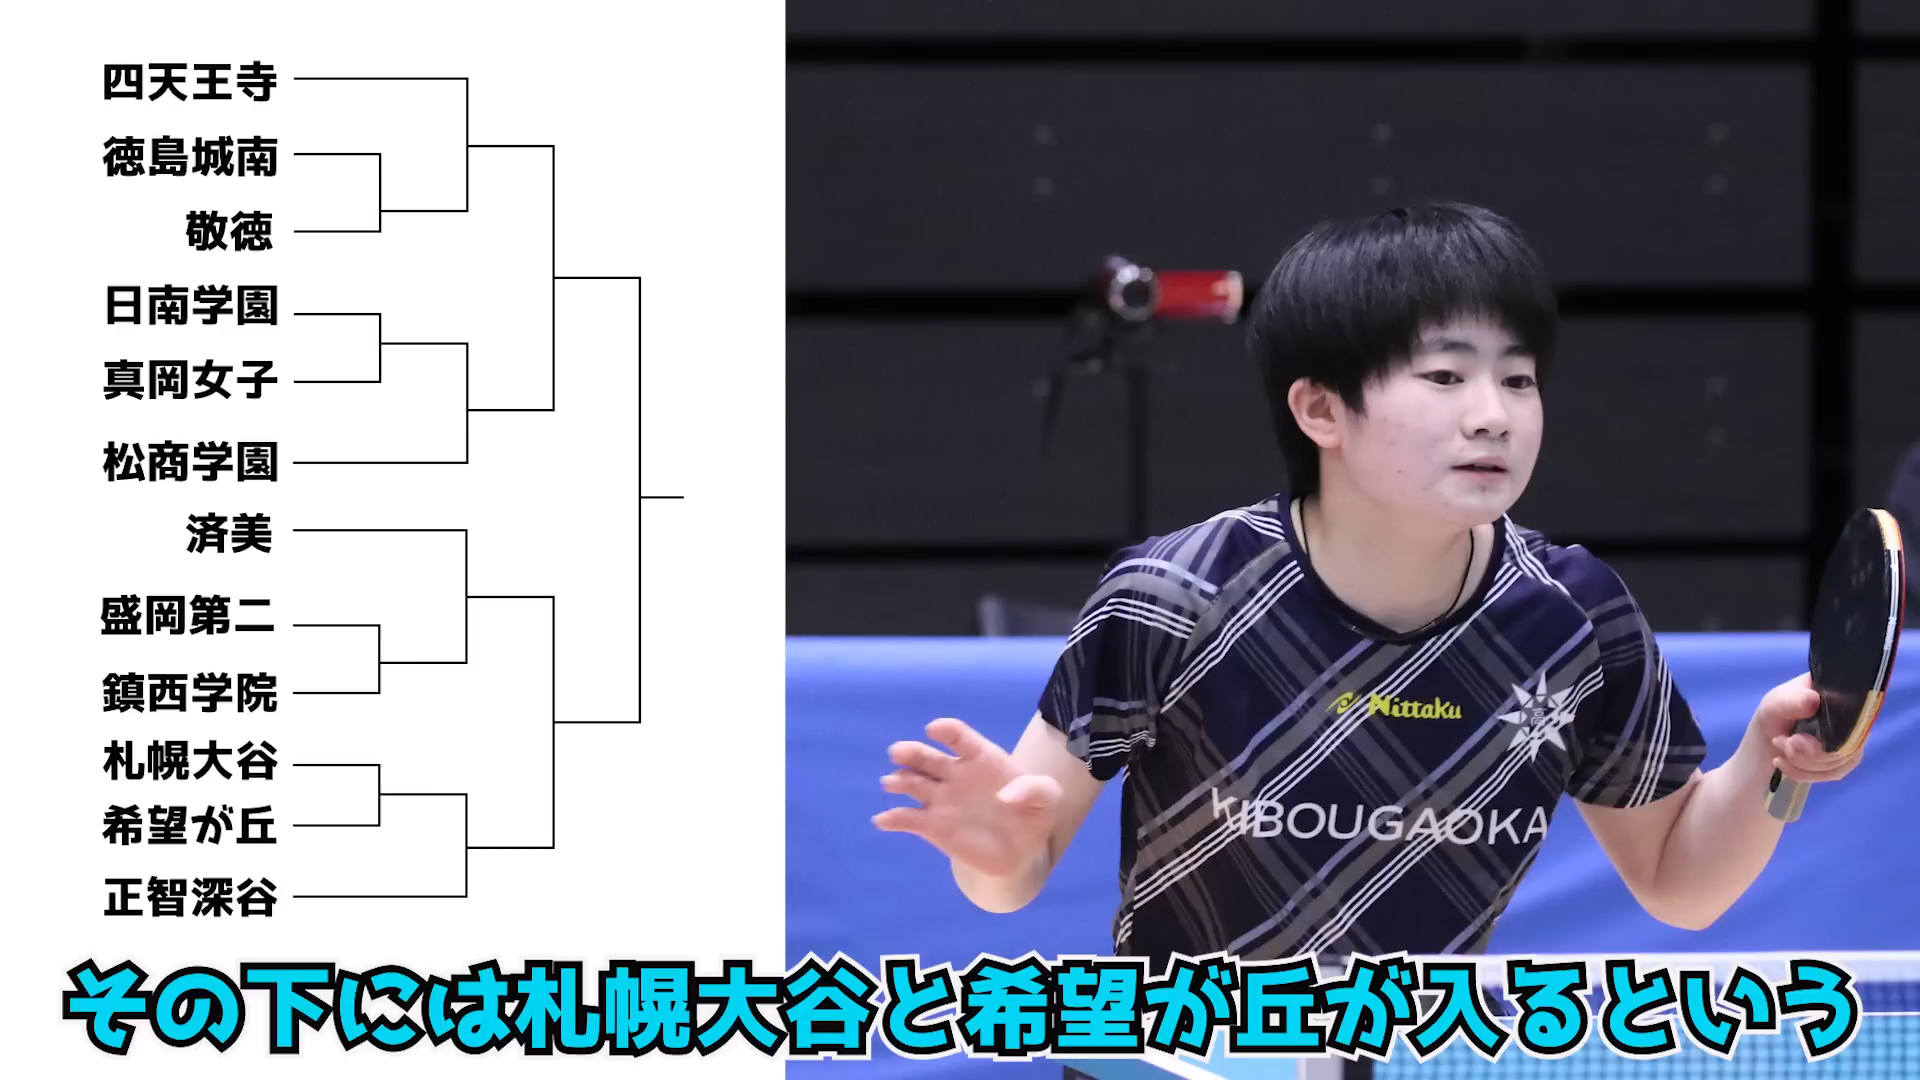 四天王寺
徳島城南
敬徳
日南学園
真岡女子
松商学園
済美
盛岡第二
鎮西学院
札幌大谷
希望が丘
正智深谷
Nittaku
高
KIBOUGAOKA
その下には札幌大谷と希望が丘が入るという